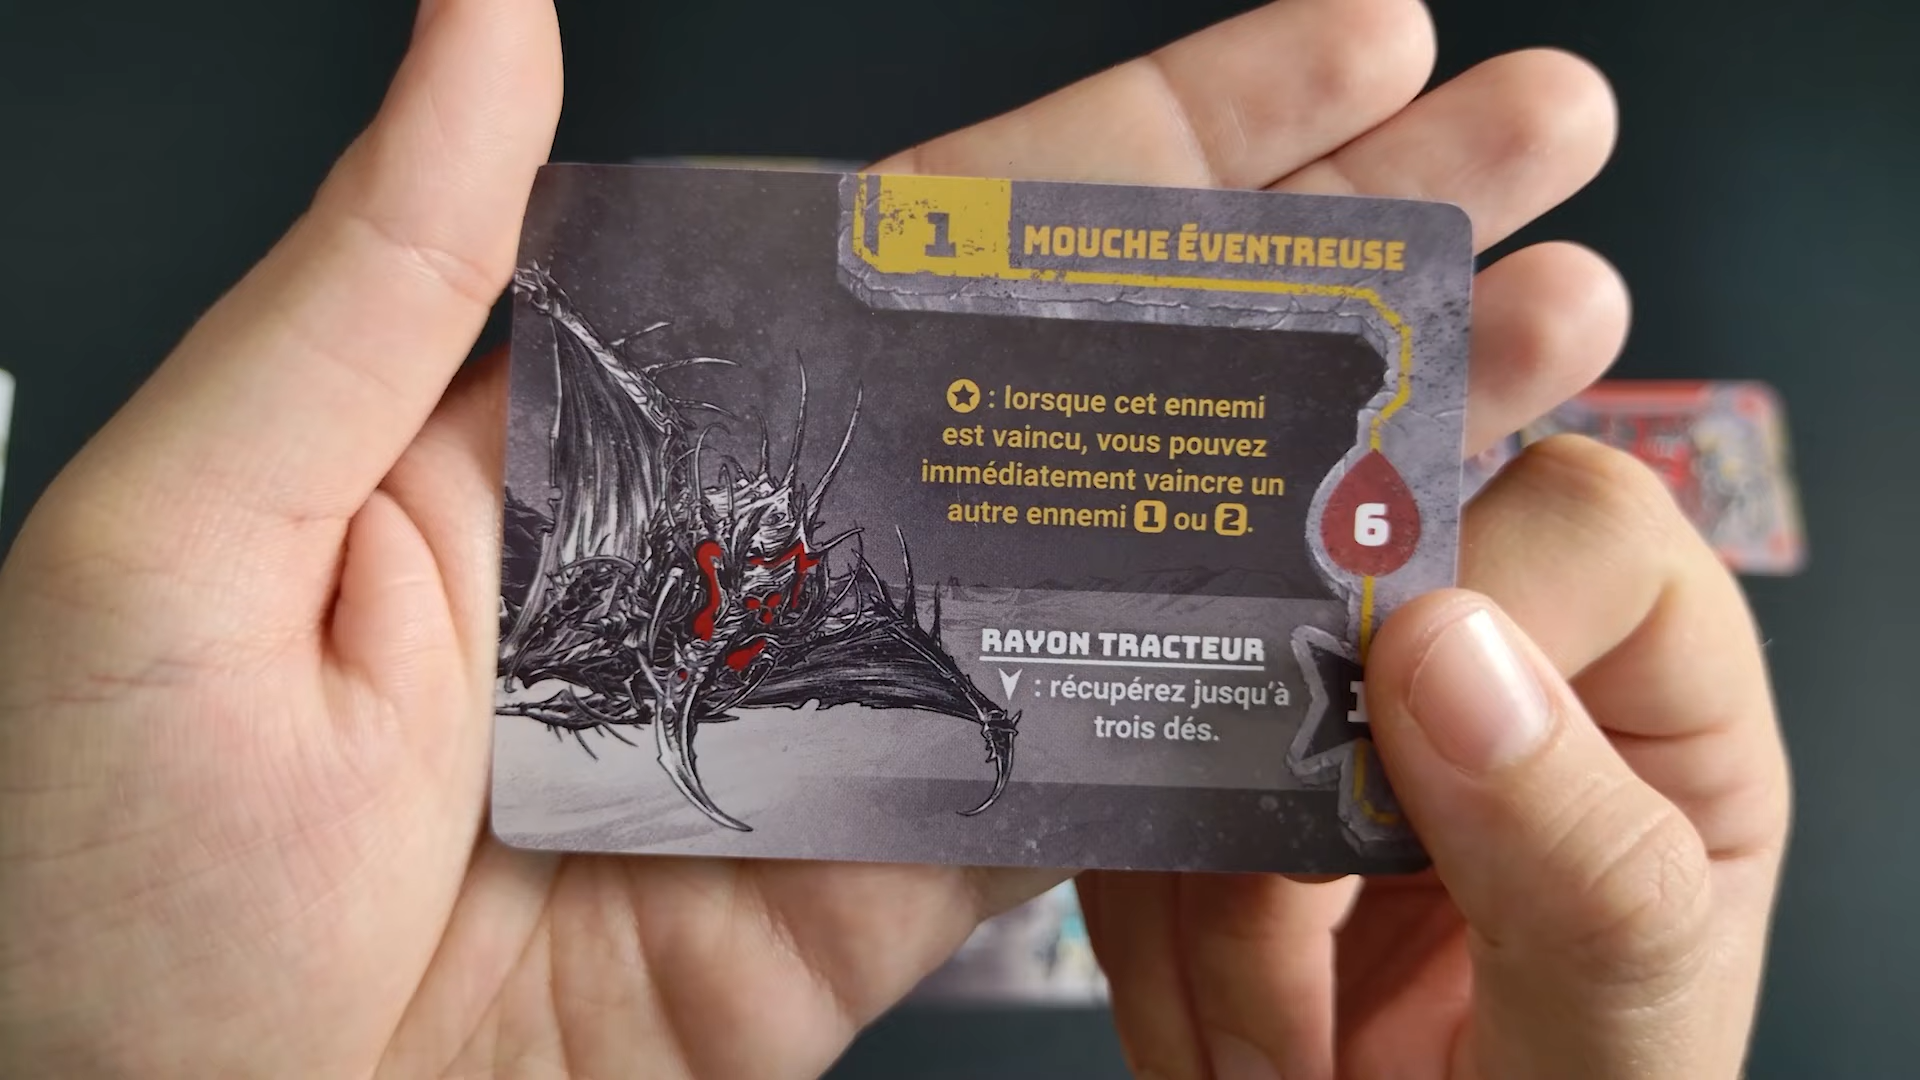 1
MOUCHE ÉVENTREUSE
: lorsque cet ennemi
est vaincu, vous pouvez
immédiatement vaincre un
autre ennemi 1 ou 2.
6
RAYON TRACTEUR
: récupérez jusqu'à
trois dés.